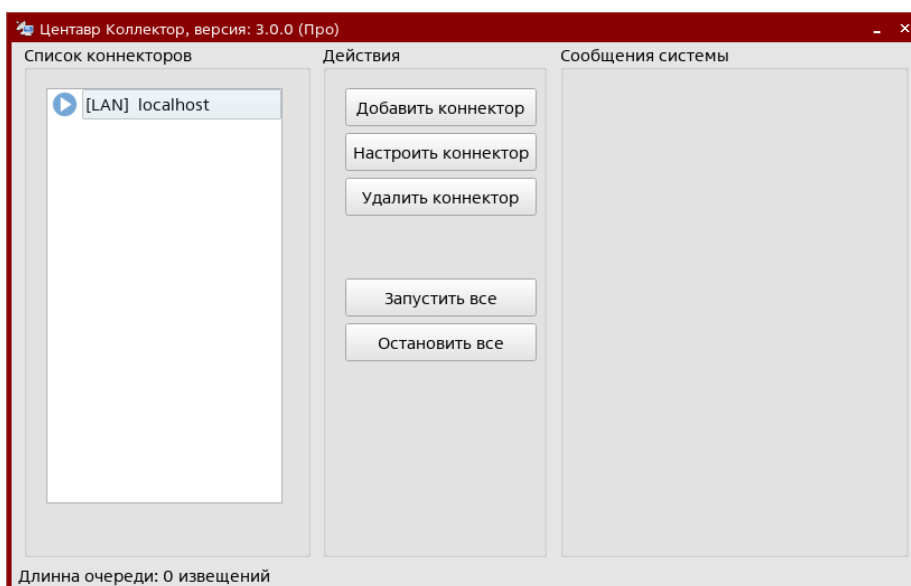 Центавр Коллектор, версия: 3.0.0 (Про)
Список коннекторов
Действия
Сообщения системы
[LAN] localhost
Добавить коннектор
Настроить коннектор
Удалить коннектор
Запустить все
Остановить все
Длинна очереди: 0 извещений